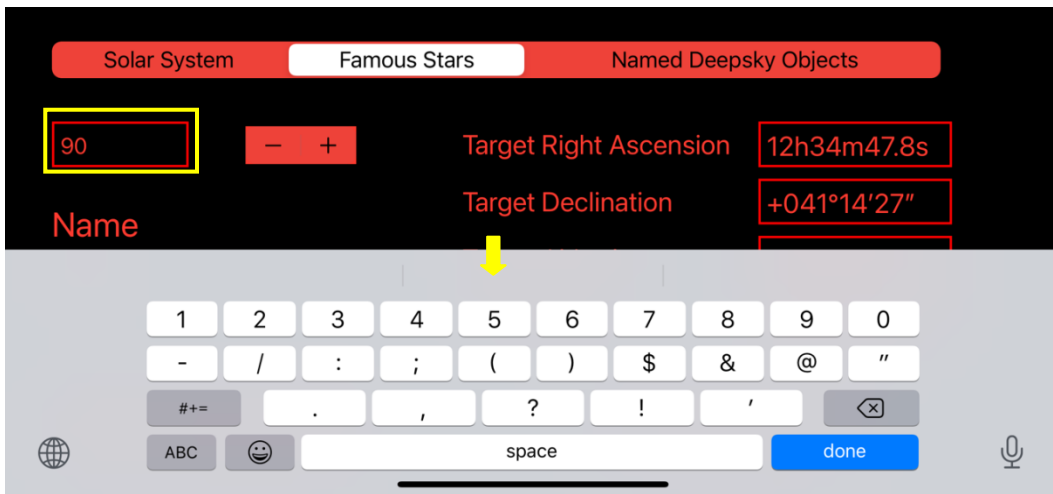 Solar System Famous Stars Named Deepsky Objects
90 − + Target Right Ascension 12h34m47.8s
Target Declination +041°14′27″
Name
1 2 3 4 5 6 7 8 9 0
- / : ; ( ) $ & @ "
#+= . , ? ! ' 
ABC space done